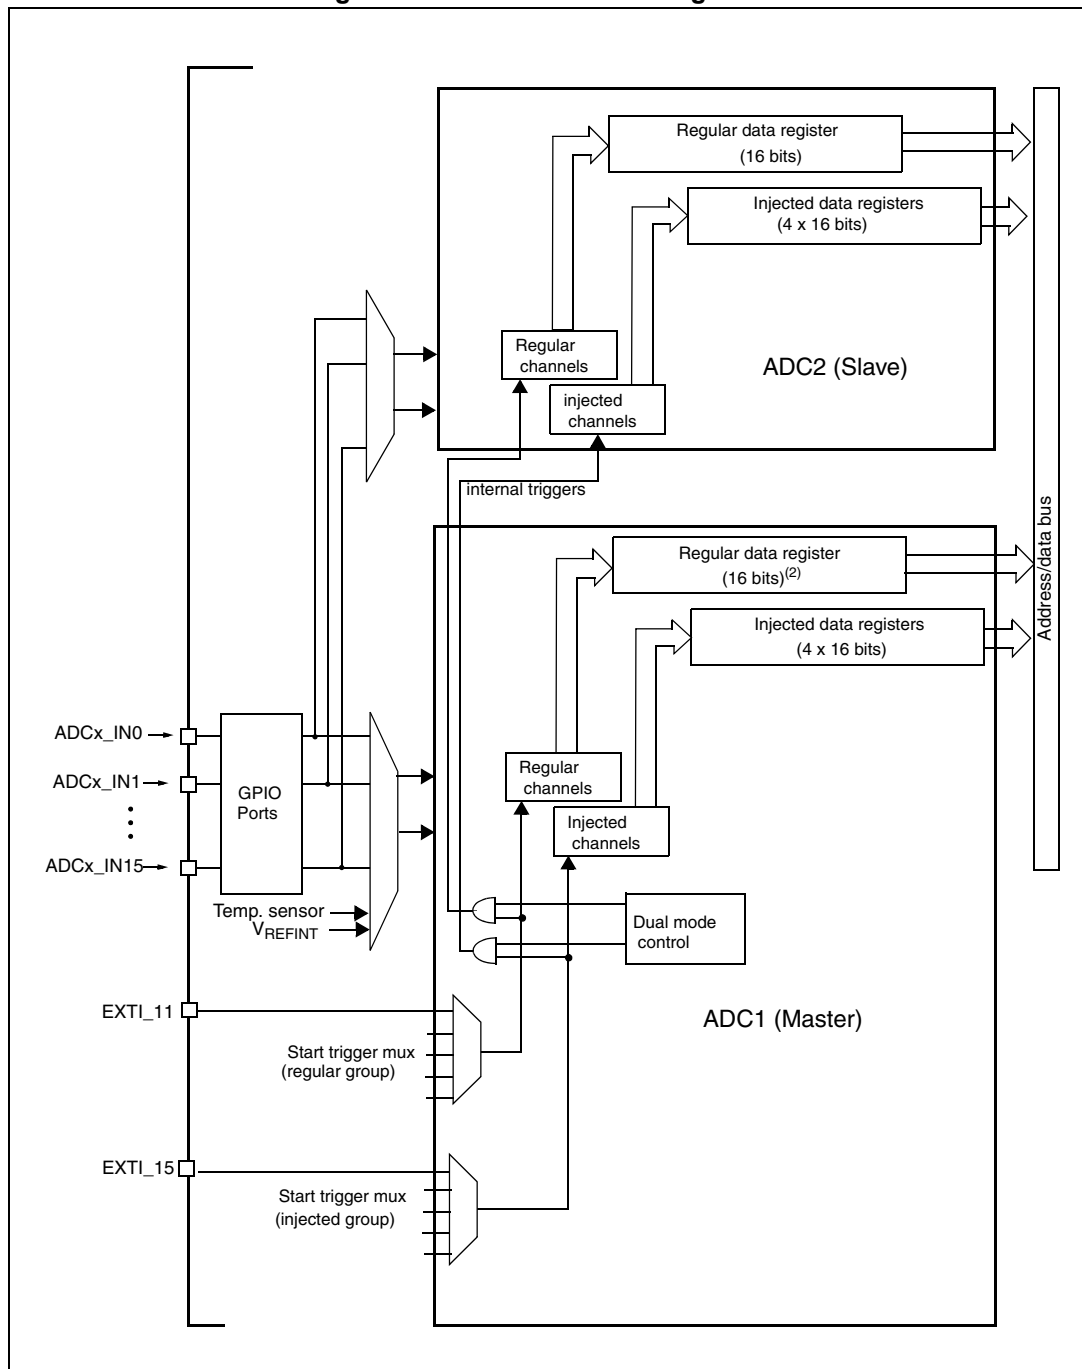 Regular data register
(16 bits)
Injected data registers
(4 x 16 bits)
Regular
channels
ADC2 (Slave)
injected
channels
internal triggers
Address/data bus
Regular data register
(16 bits)(2)
Injected data registers
(4 x 16 bits)
ADCx_IN0
ADCx_IN1
ADCx_IN15
GPIO
Ports
Regular
channels
Injected
channels
Temp. sensor
VREFINT
Dual mode
control
EXTI_11
ADC1 (Master)
Start trigger mux
(regular group)
EXTI_15
Start trigger mux
(injected group)